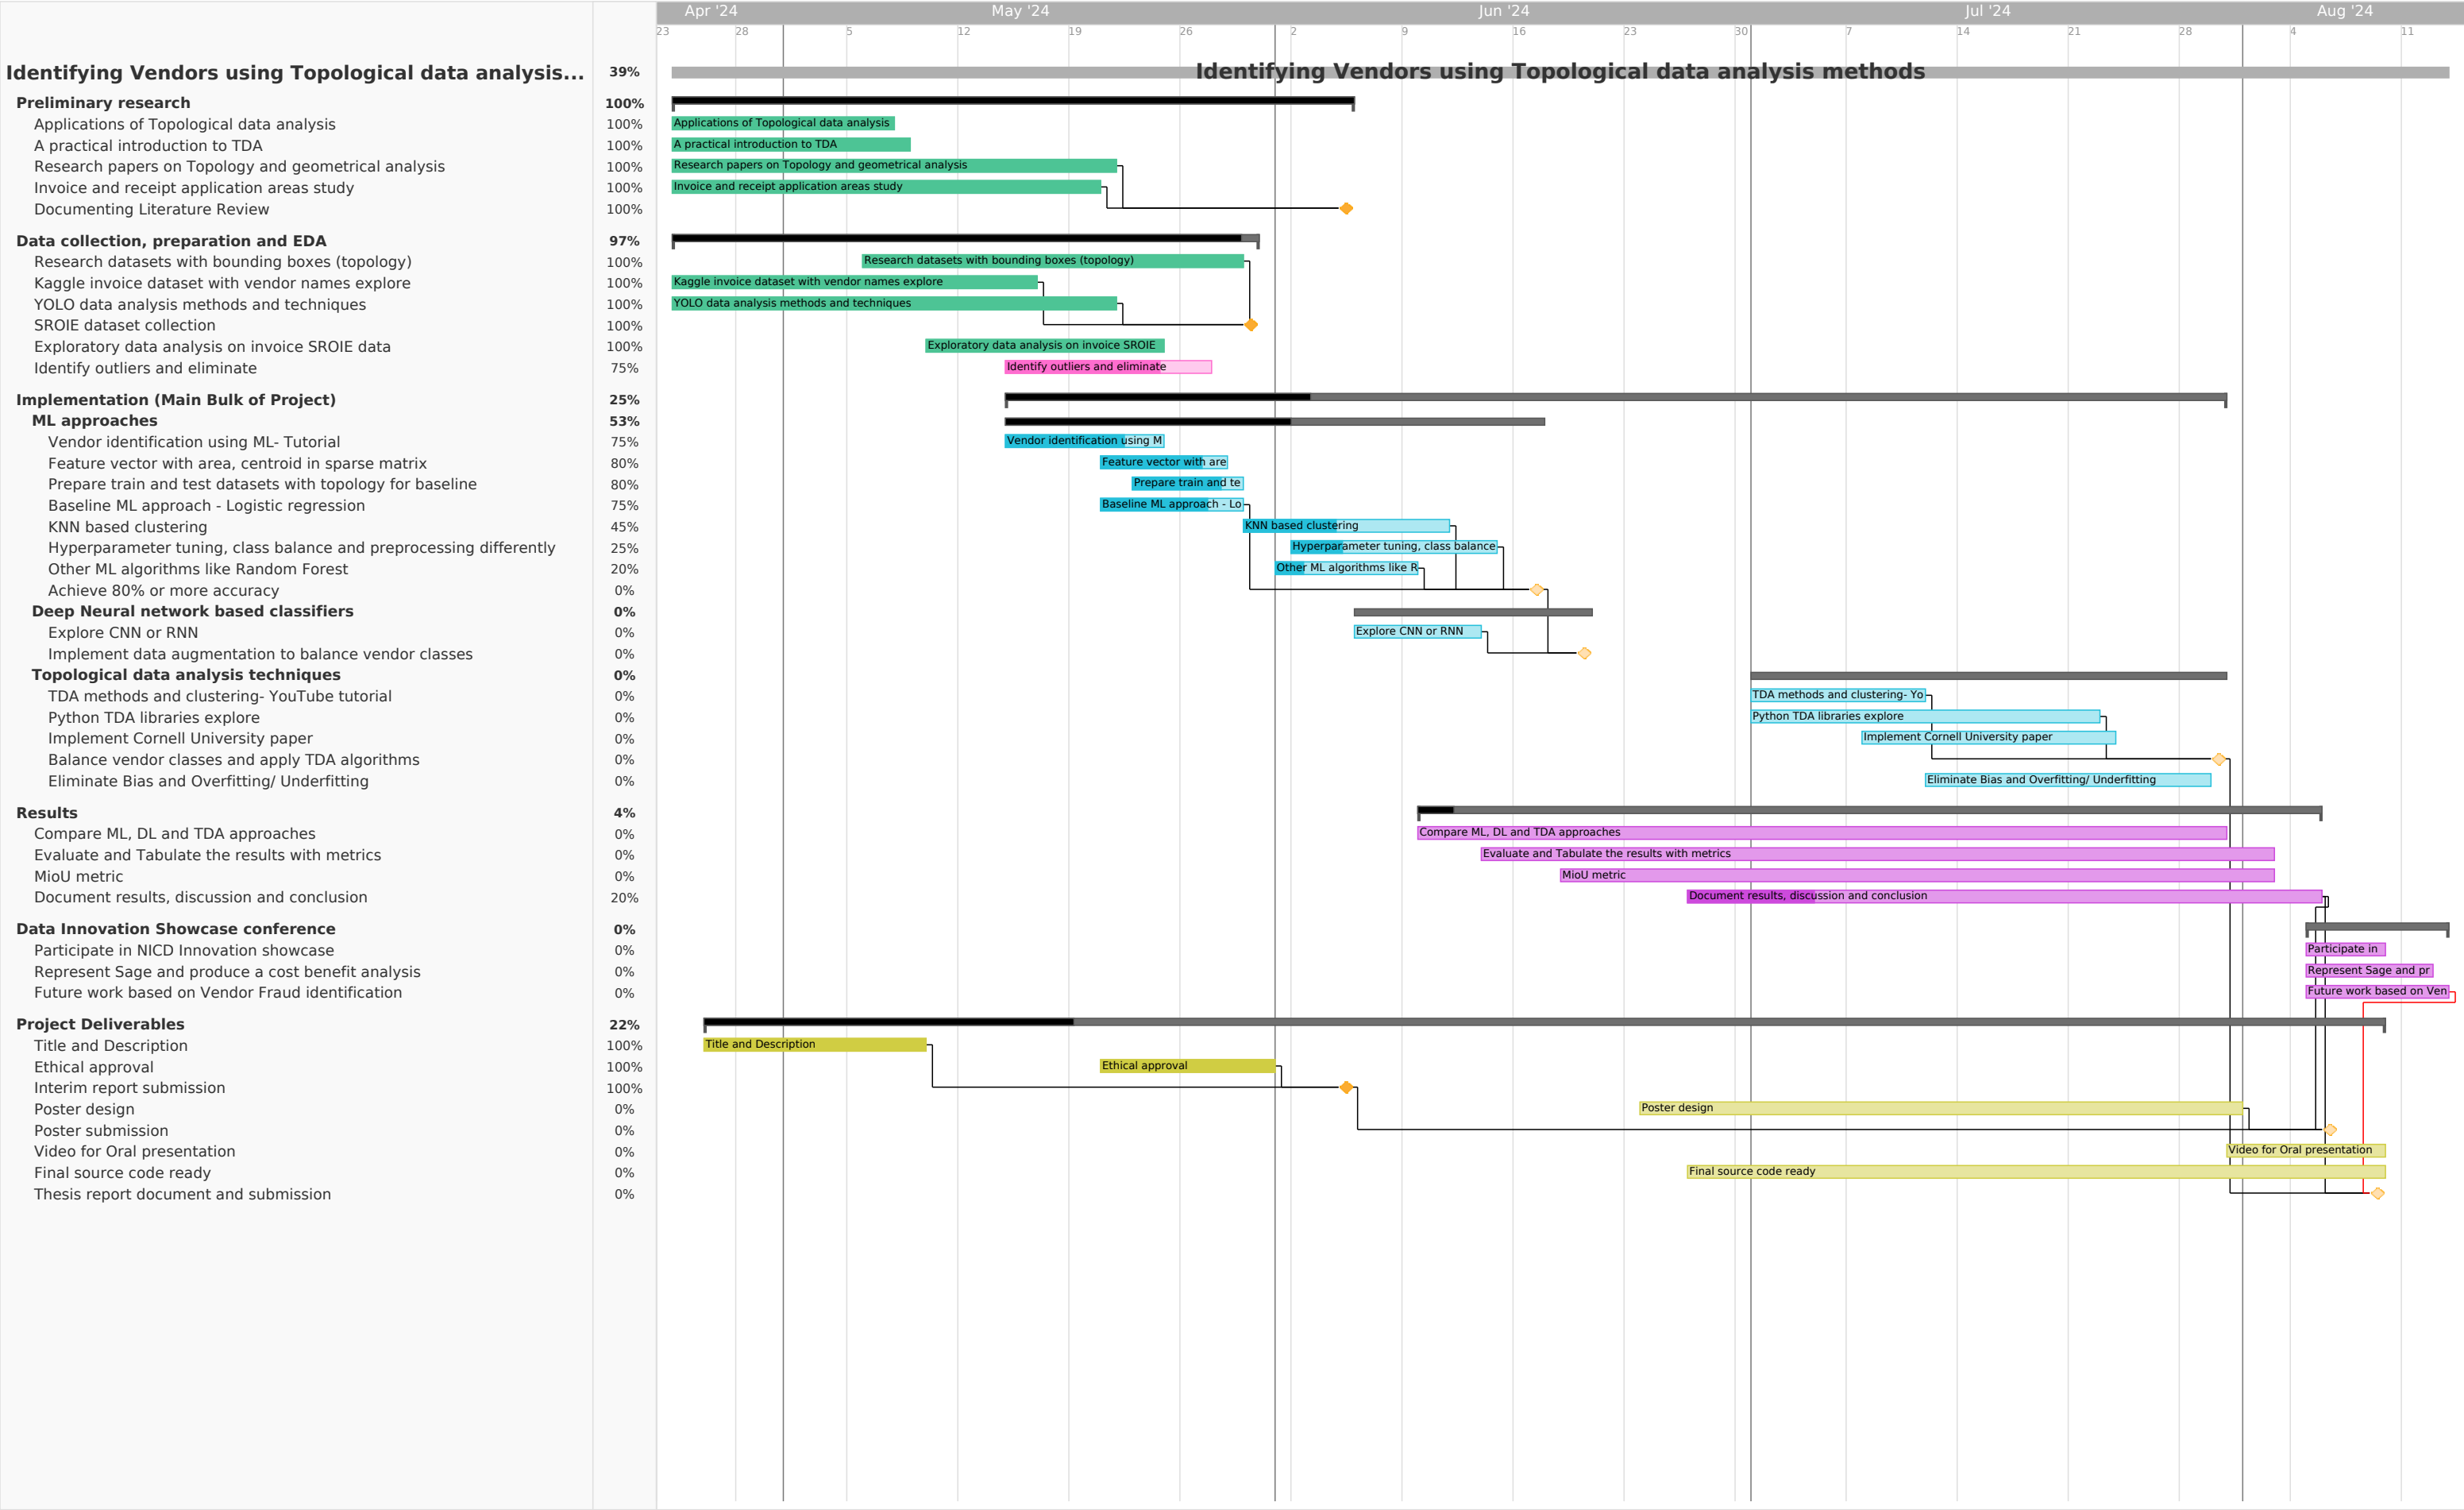 Apr '24 May '24 Jun '24 Jul '24 Aug '24
23 28 5 12 19 26 2 9 16 23 30 7 14 21 28 4 11
Identifying Vendors using Topological data analysis... 39% Identifying Vendors using Topological data analysis methods
Preliminary research 100%
Applications of Topological data analysis 100% Applications of Topological data analysis
A practical introduction to TDA 100% A practical introduction to TDA
Research papers on Topology and geometrical analysis 100% Research papers on Topology and geometrical analysis
Invoice and receipt application areas study 100% Invoice and receipt application areas study
Documenting Literature Review 100%
Data collection, preparation and EDA 97%
Research datasets with bounding boxes (topology) 100% Research datasets with bounding boxes (topology)
Kaggle invoice dataset with vendor names explore 100% Kaggle invoice dataset with vendor names explore
YOLO data analysis methods and techniques 100% YOLO data analysis methods and techniques
SROIE dataset collection 100%
Exploratory data analysis on invoice SROIE data 100% Exploratory data analysis on invoice SROIE
Identify outliers and eliminate 75% Identify outliers and eliminate
Implementation (Main Bulk of Project) 25%
ML approaches 53%
Vendor identification using ML- Tutorial 75% Vendor identification using M
Feature vector with area, centroid in sparse matrix 80% Feature vector with are
Prepare train and test datasets with topology for baseline 80% Prepare train and te
Baseline ML approach - Logistic regression 75% Baseline ML approach - Lo
KNN based clustering 45% KNN based clustering
Hyperparameter tuning, class balance and preprocessing differently 25% Hyperparameter tuning, class balance
Other ML algorithms like Random Forest 20% Other ML algorithms like R
Achieve 80% or more accuracy 0%
Deep Neural network based classifiers 0%
Explore CNN or RNN 0% Explore CNN or RNN
Implement data augmentation to balance vendor classes 0%
Topological data analysis techniques 0%
TDA methods and clustering- YouTube tutorial 0% TDA methods and clustering- Yo
Python TDA libraries explore 0% Python TDA libraries explore
Implement Cornell University paper 0% Implement Cornell University paper
Balance vendor classes and apply TDA algorithms 0%
Eliminate Bias and Overfitting/ Underfitting 0% Eliminate Bias and Overfitting/ Underfitting
Results 4%
Compare ML, DL and TDA approaches 0% Compare ML, DL and TDA approaches
Evaluate and Tabulate the results with metrics 0% Evaluate and Tabulate the results with metrics
MioU metric 0% MioU metric
Document results, discussion and conclusion 20% Document results, discussion and conclusion
Data Innovation Showcase conference 0%
Participate in NICD Innovation showcase 0% Participate in
Represent Sage and produce a cost benefit analysis 0% Represent Sage and pr
Future work based on Vendor Fraud identification 0% Future work based on Ven
Project Deliverables 22%
Title and Description 100% Title and Description
Ethical approval 100% Ethical approval
Interim report submission 100%
Poster design 0% Poster design
Poster submission 0%
Video for Oral presentation 0% Video for Oral presentation
Final source code ready 0% Final source code ready
Thesis report document and submission 0%